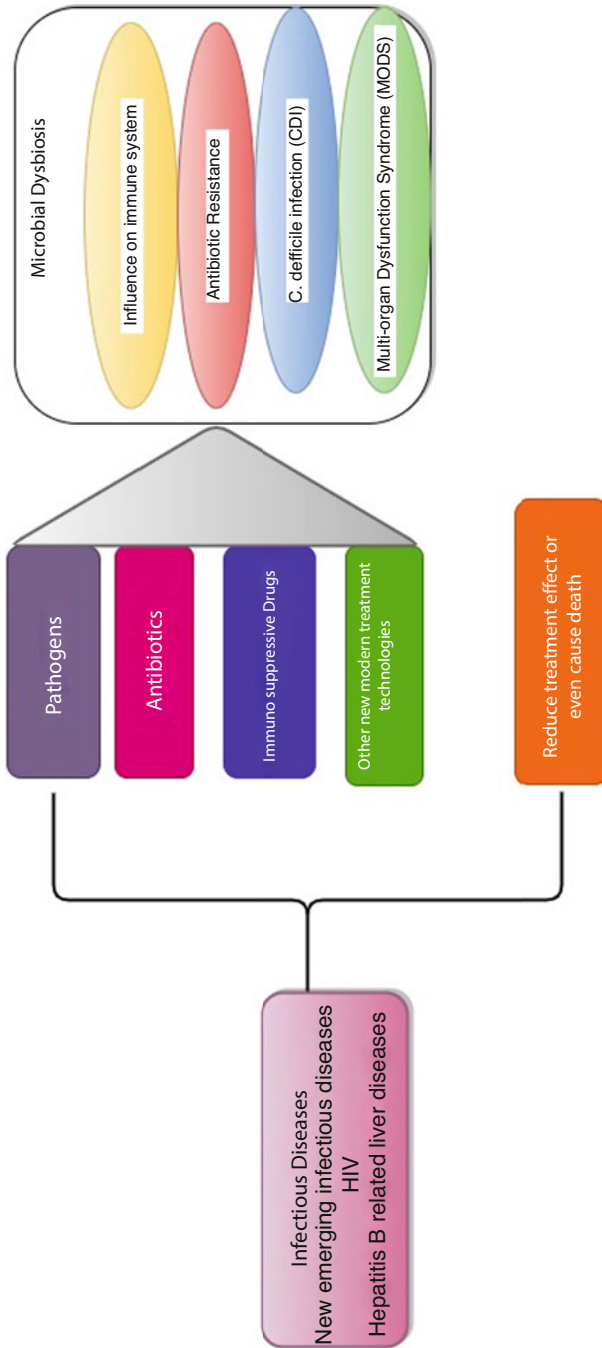 Infectious Diseases
New emerging infectious diseases
HIV
Hepatitis B related liver diseases
Pathogens
Antibiotics
Immuno suppressive Drugs
Other new modern treatment
technologies
Reduce treatment effect or
even cause death
Microbial Dysbiosis
Influence on immune system
Antibiotic Resistance
C. defficile infection (CDI)
Multi-organ Dysfunction Syndrome (MODS)